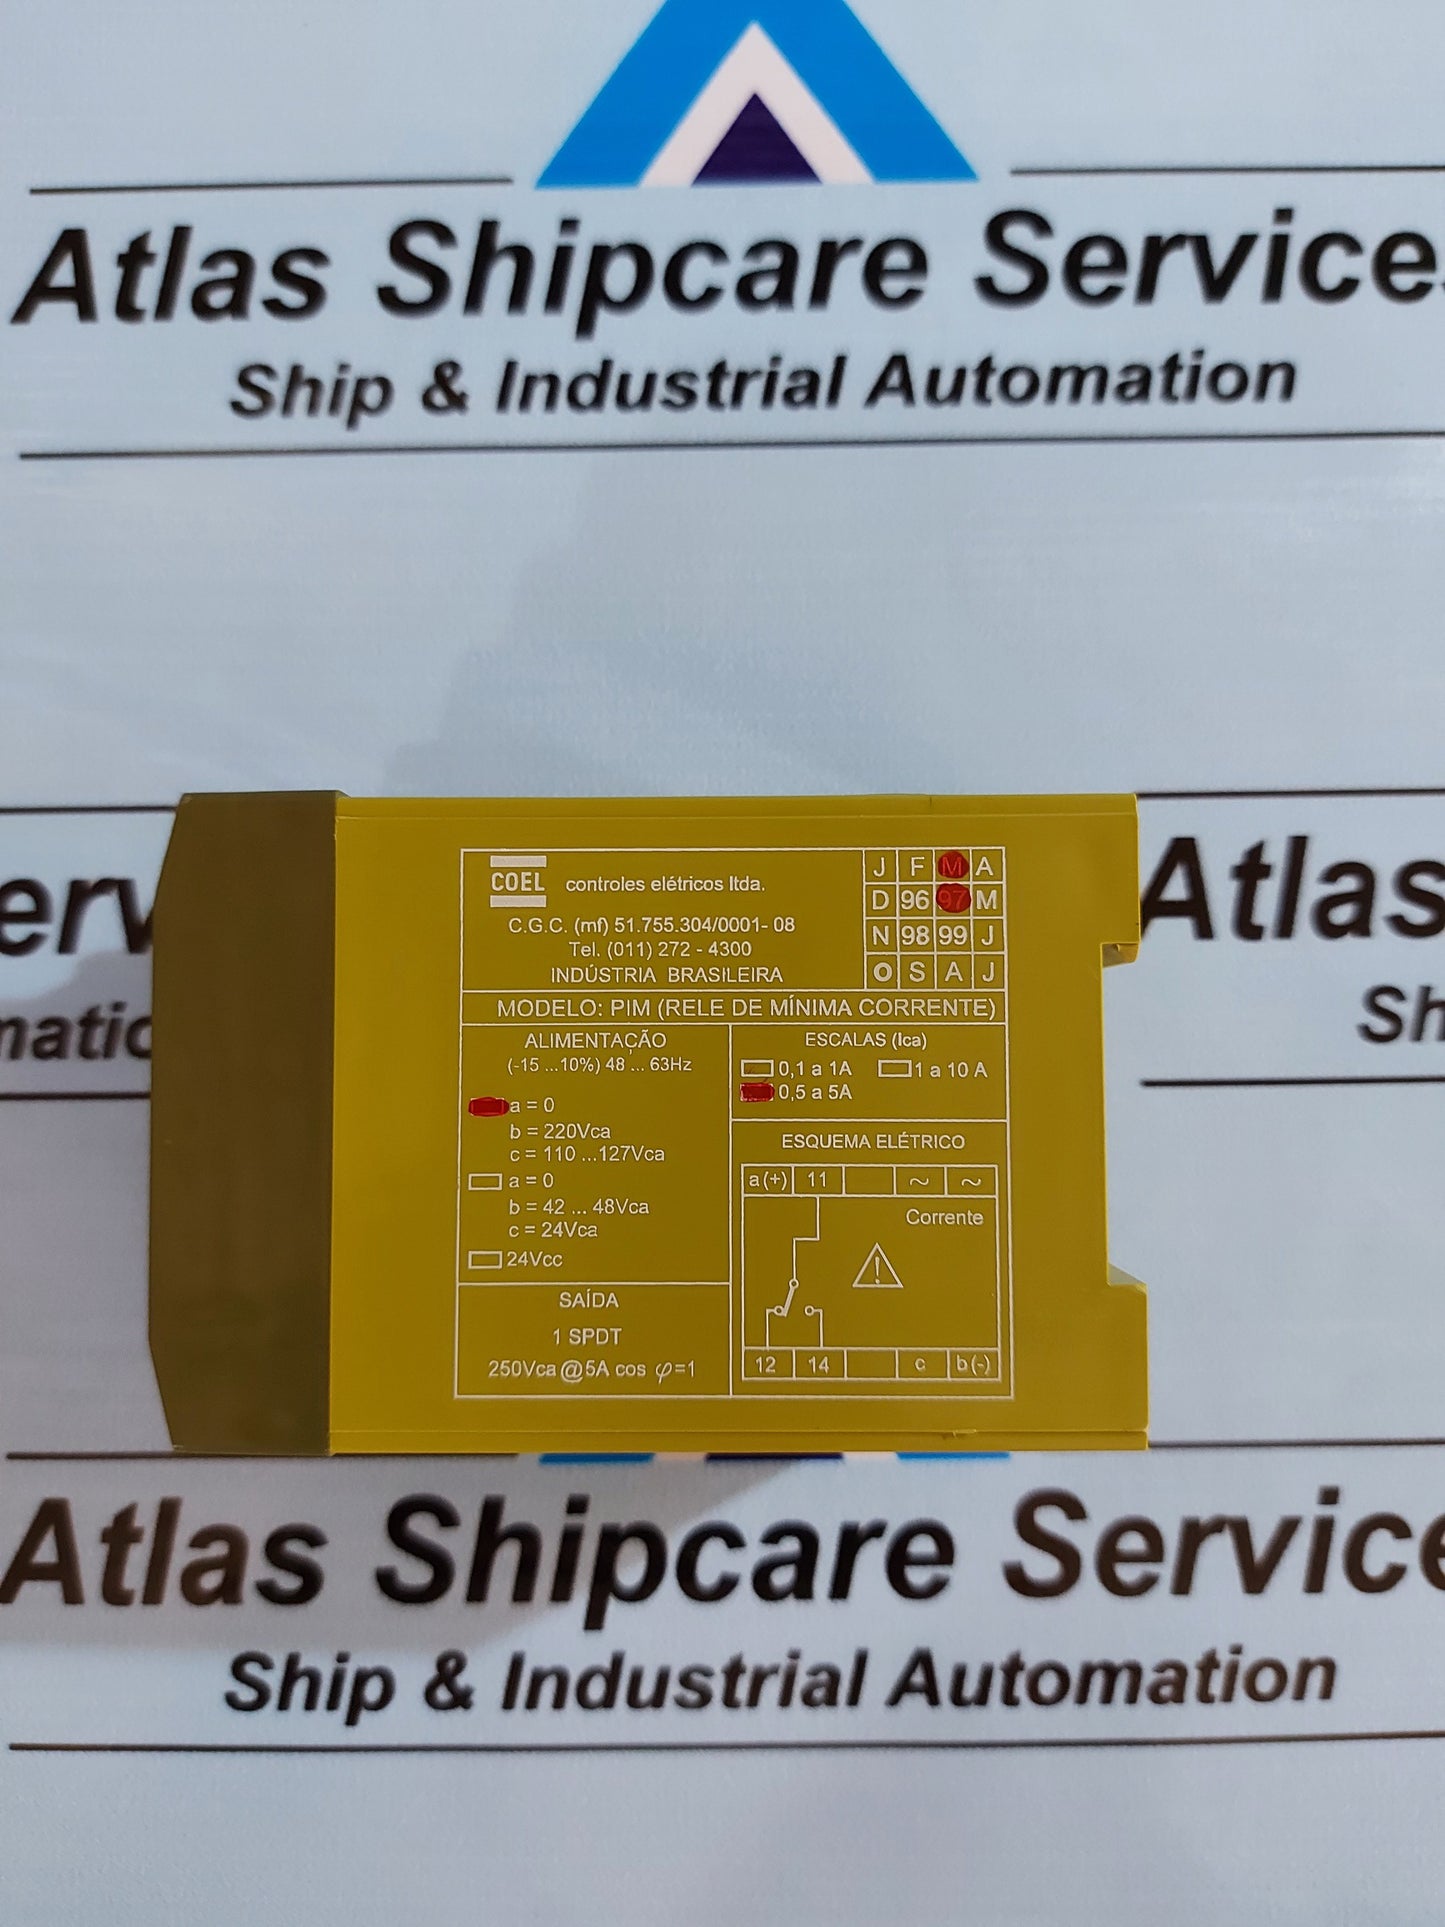 Atlas Shipcare Services
Ship & Industrial Automation
COEL controles elétricos ltda.
C.G.C. (mf) 51.755.304/0001- 08
Tel. (011) 272 - 4300
INDÚSTRIA BRASILEIRA
J F M A
D 96 97 M
N 98 99 J
O S A J
MODELO: PIM (RELE DE MÍNIMA CORRENTE)
ALIMENTAÇÃO
(-15 ...10%) 48 ... 63Hz
a = 0
b = 220Vca
c = 110 ...127Vca
a = 0
b = 42 ... 48Vca
c = 24Vca
24Vcc
SAÍDA
1 SPDT
250Vca @ 5A cos φ=1
ESCALAS (Ica)
0,1 a 1A 1 a 10 A
0,5 a 5A
ESQUEMA ELÉTRICO
a (+) 11 ~ ~
Corrente
!
12 14 c b (-)
erv
matic
Atlas
Sh
Atlas Shipcare Service
Ship & Industrial Automation